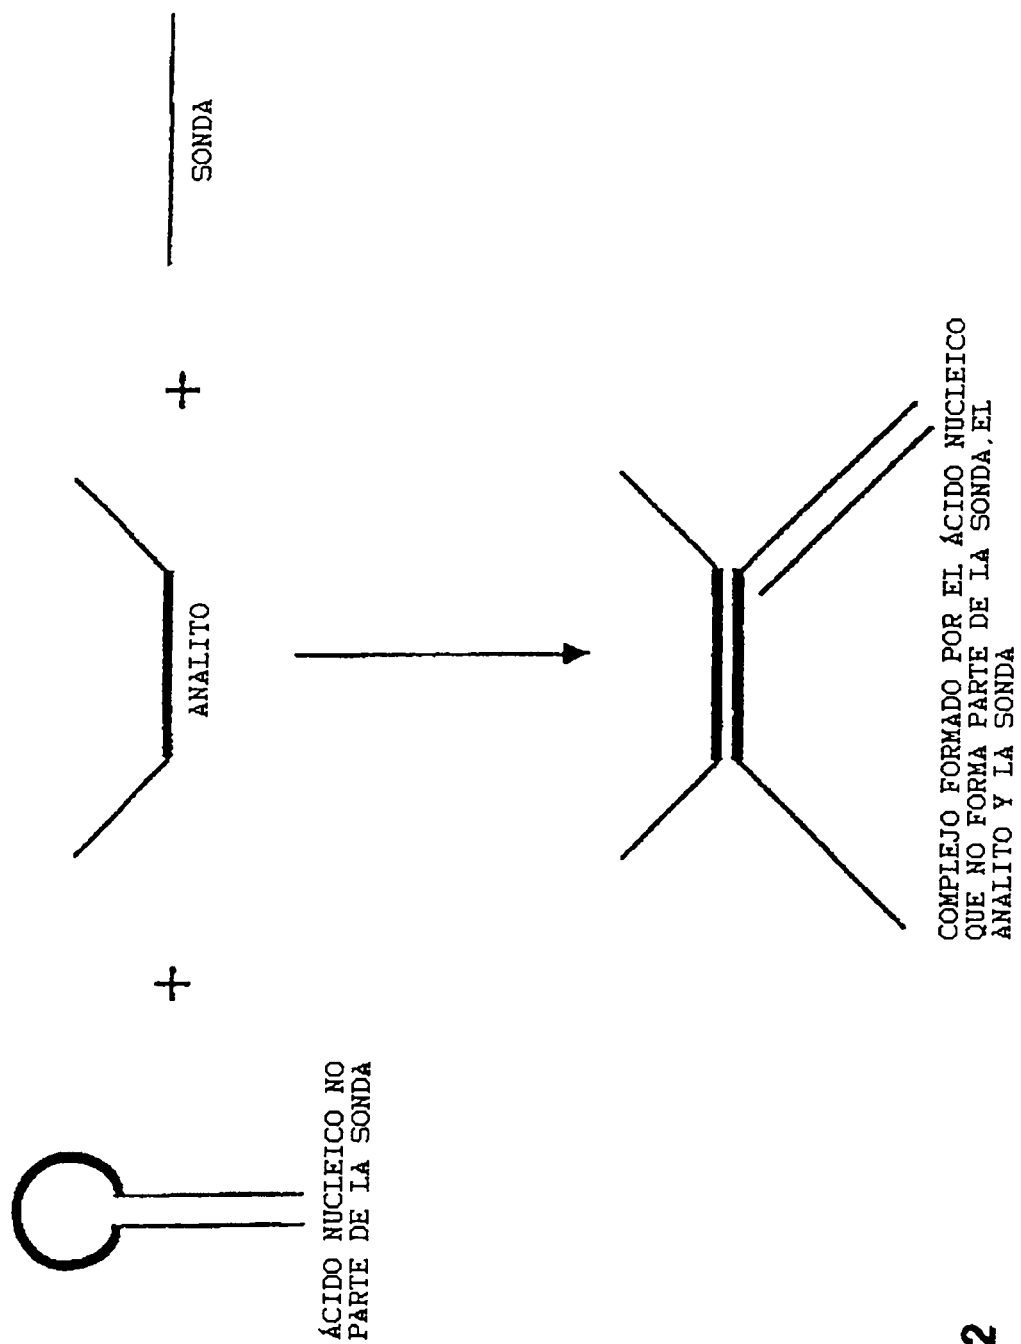 ÁCIDO NUCLEICO NO
PARTE DE LA SONDA
+
ANALITO
+
SONDA
COMPLEJO FORMADO POR EL ÁCIDO NUCLEICO
QUE NO FORMA PARTE DE LA SONDA, EL
ANALITO Y LA SONDA
2